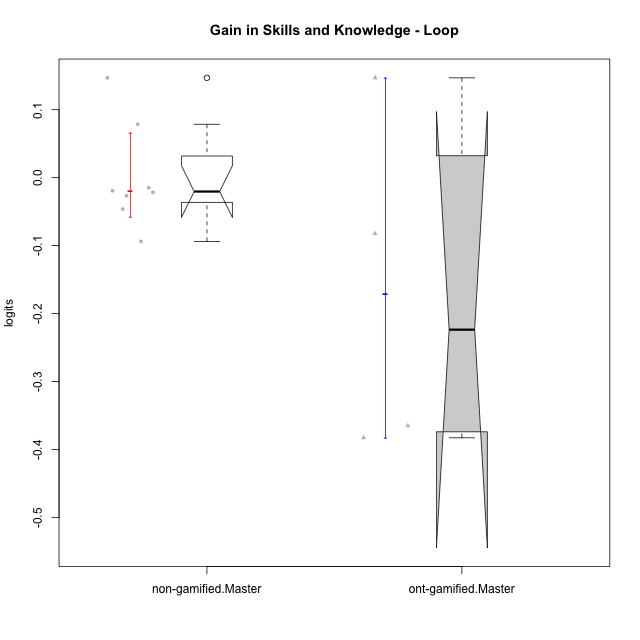 Gain in Skills and Knowledge - Loop
logits
0.1
0.0
-0.1
-0.2
-0.3
-0.4
-0.5
non-gamified.Master
ont-gamified.Master